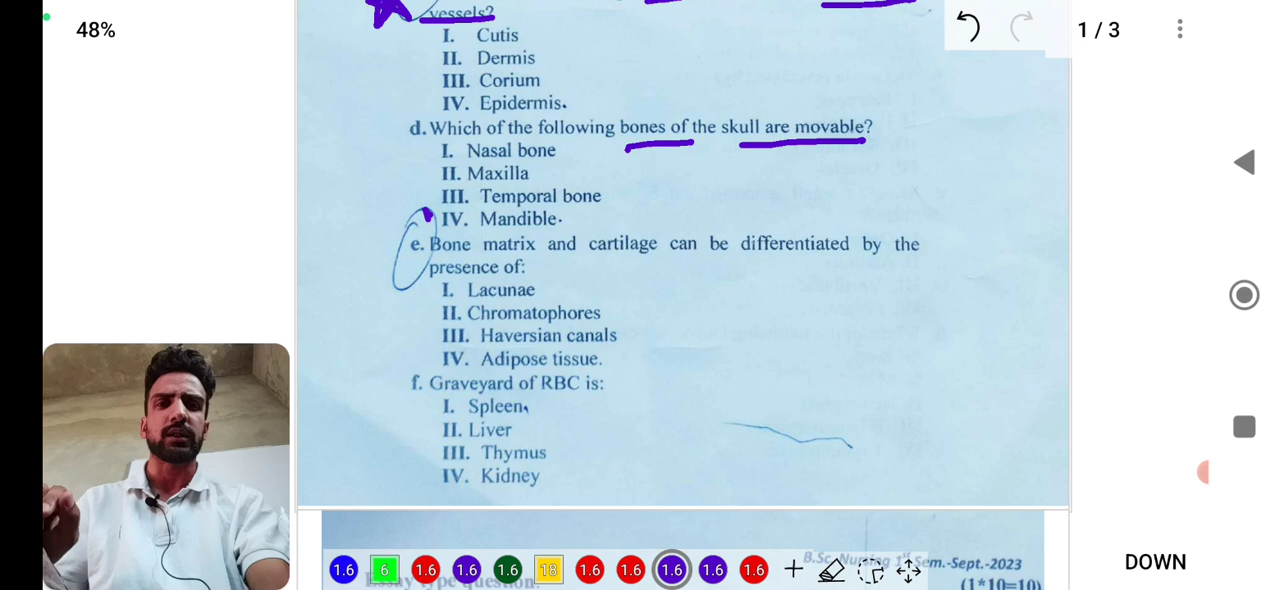 48%
1 / 3
vessels?
I. Cutis
II. Dermis
III. Corium
IV. Epidermis.
d. Which of the following bones of the skull are movable?
I. Nasal bone
II. Maxilla
III. Temporal bone
IV. Mandible.
e. Bone matrix and cartilage can be differentiated by the
presence of:
I. Lacunae
II. Chromatophores
III. Haversian canals
IV. Adipose tissue.
f. Graveyard of RBC is:
I. Spleen
II. Liver
III. Thymus
IV. Kidney
DOWN
1.6 6 1.6 1.6 1.6 18 1.6 1.6 1.6 1.6 1.6
B.Sc. Nursing 1st Sem.-Sept.-2023
Essay type question:
(1*10=10)